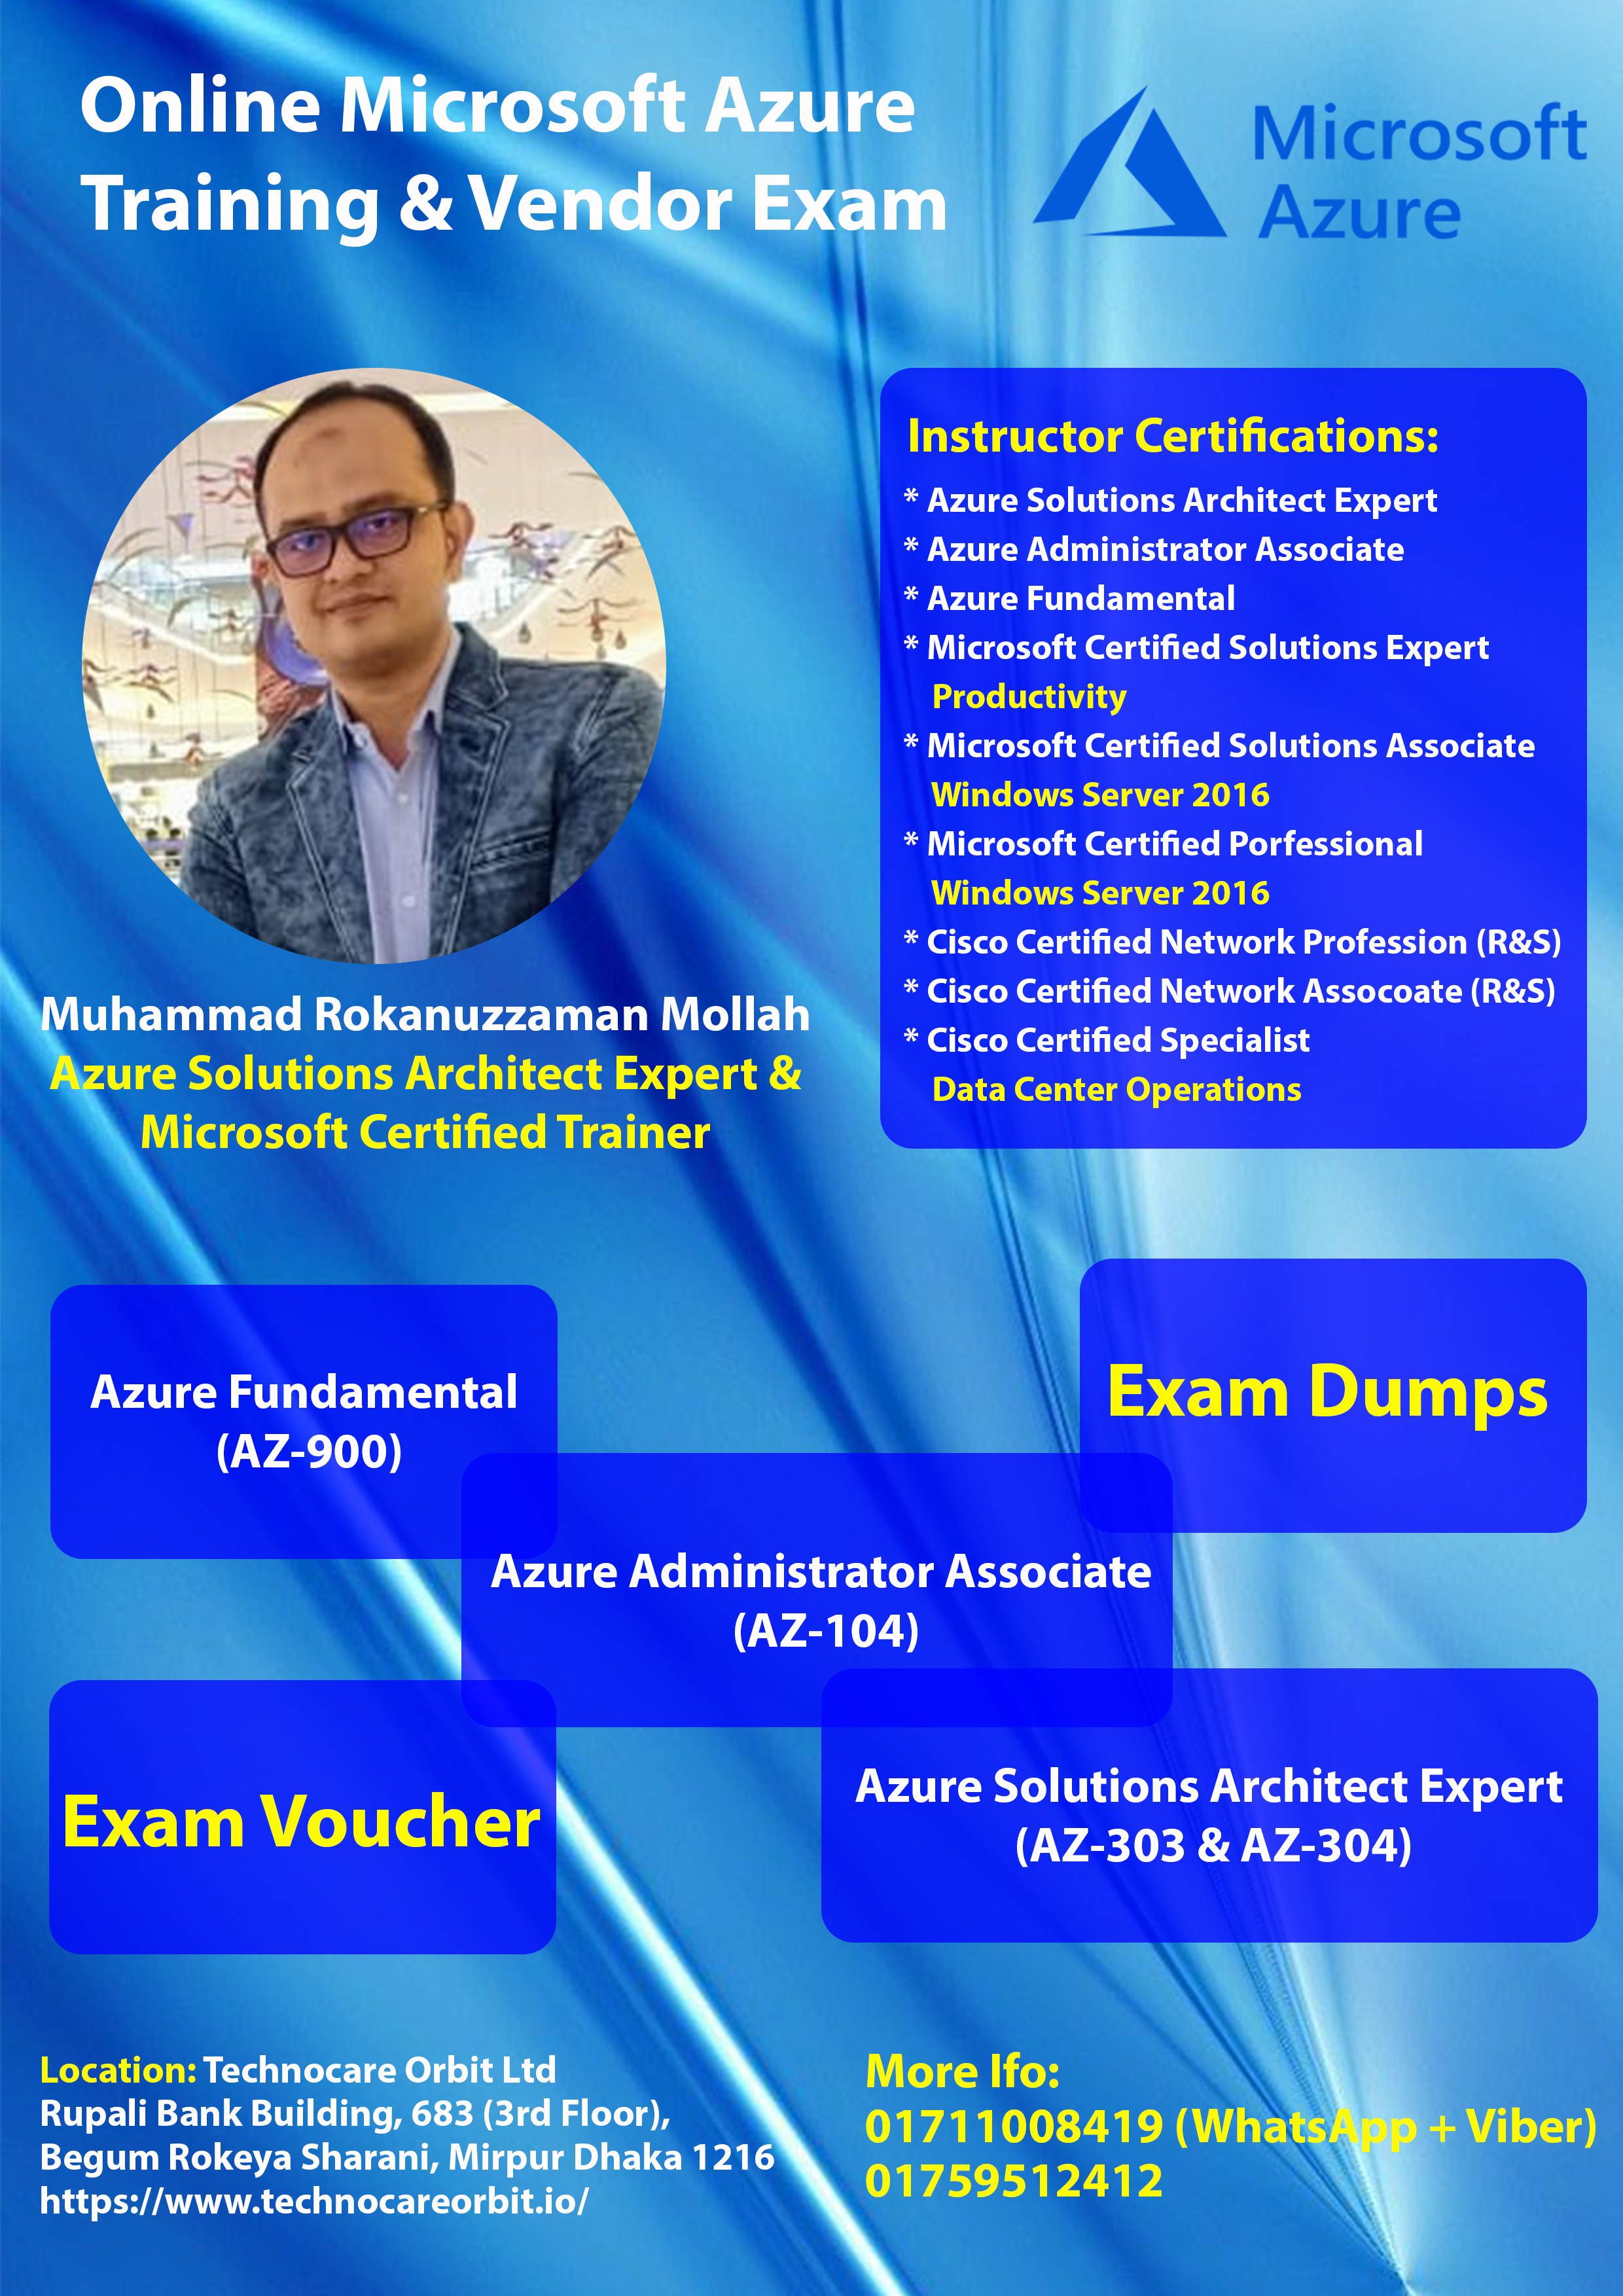 Online Microsoft Azure
Training & Vendor Exam
Microsoft
Azure
Instructor Certifications:
* Azure Solutions Architect Expert
* Azure Administrator Associate
* Azure Fundamental
* Microsoft Certified Solutions Expert
Productivity
* Microsoft Certified Solutions Associate
Windows Server 2016
* Microsoft Certified Porfessional
Windows Server 2016
* Cisco Certified Network Profession (R&S)
* Cisco Certified Network Assocoate (R&S)
* Cisco Certified Specialist
Data Center Operations
Muhammad Rokanuzzaman Mollah
Azure Solutions Architect Expert &
Microsoft Certified Trainer
Azure Fundamental
(AZ-900)
Exam Dumps
Azure Administrator Associate
(AZ-104)
Exam Voucher
Azure Solutions Architect Expert
(AZ-303 & AZ-304)
Location: Technocare Orbit Ltd
Rupali Bank Building, 683 (3rd Floor),
Begum Rokeya Sharani, Mirpur Dhaka 1216
https://www.technocareorbit.io/
More Ifo:
01711008419 (WhatsApp + Viber)
01759512412